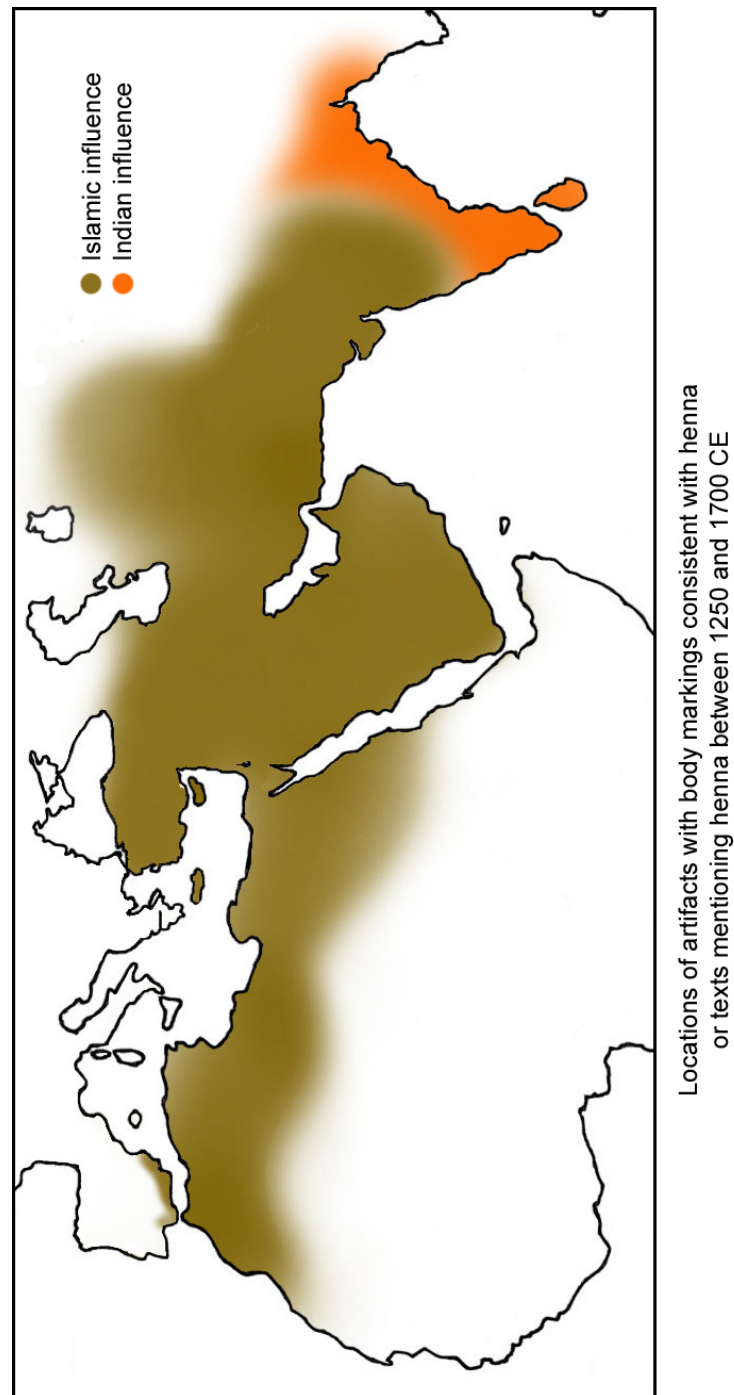 Islamic influence
Indian influence
Locations of artifacts with body markings consistent with henna
or texts mentioning henna between 1250 and 1700 CE